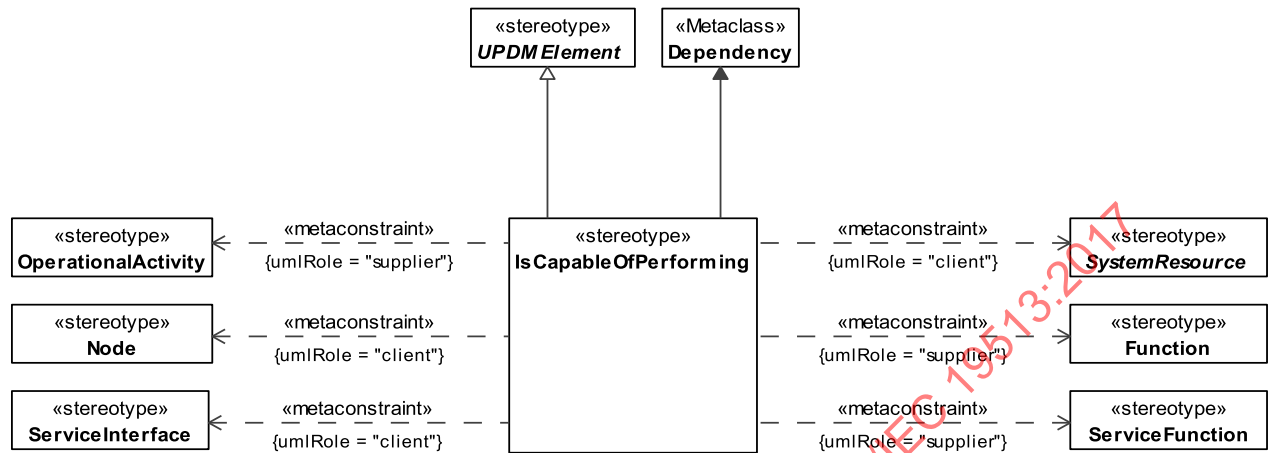 «stereotype»
UPDMElement
«Metaclass»
Dependency
«stereotype»
OperationalActivity
«metaconstraint»
{umlRole = "supplier"}
«stereotype»
IsCapableOfPerforming
«metaconstraint»
{umlRole = "client"}
«stereotype»
SystemResource
«stereotype»
Node
«metaconstraint»
{umlRole = "client"}
«metaconstraint»
{umlRole = "supplier"}
«stereotype»
Function
«stereotype»
ServiceInterface
«metaconstraint»
{umlRole = "client"}
«metaconstraint»
{umlRole = "supplier"}
«stereotype»
ServiceFunction
IEC 19513:2017